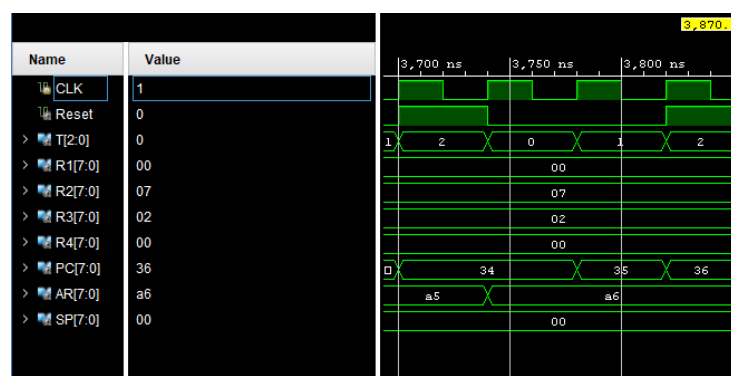 3,870.
Name Value
3,700 ns 3,750 ns 3,800 ns
CLK 1
Reset 0
> T[2:0] 0 1 2 0 1 2
> R1[7:0] 00 00
> R2[7:0] 07 07
> R3[7:0] 02 02
> R4[7:0] 00 00
> PC[7:0] 36 34 35 36
> AR[7:0] a6 a5 a6
> SP[7:0] 00 00